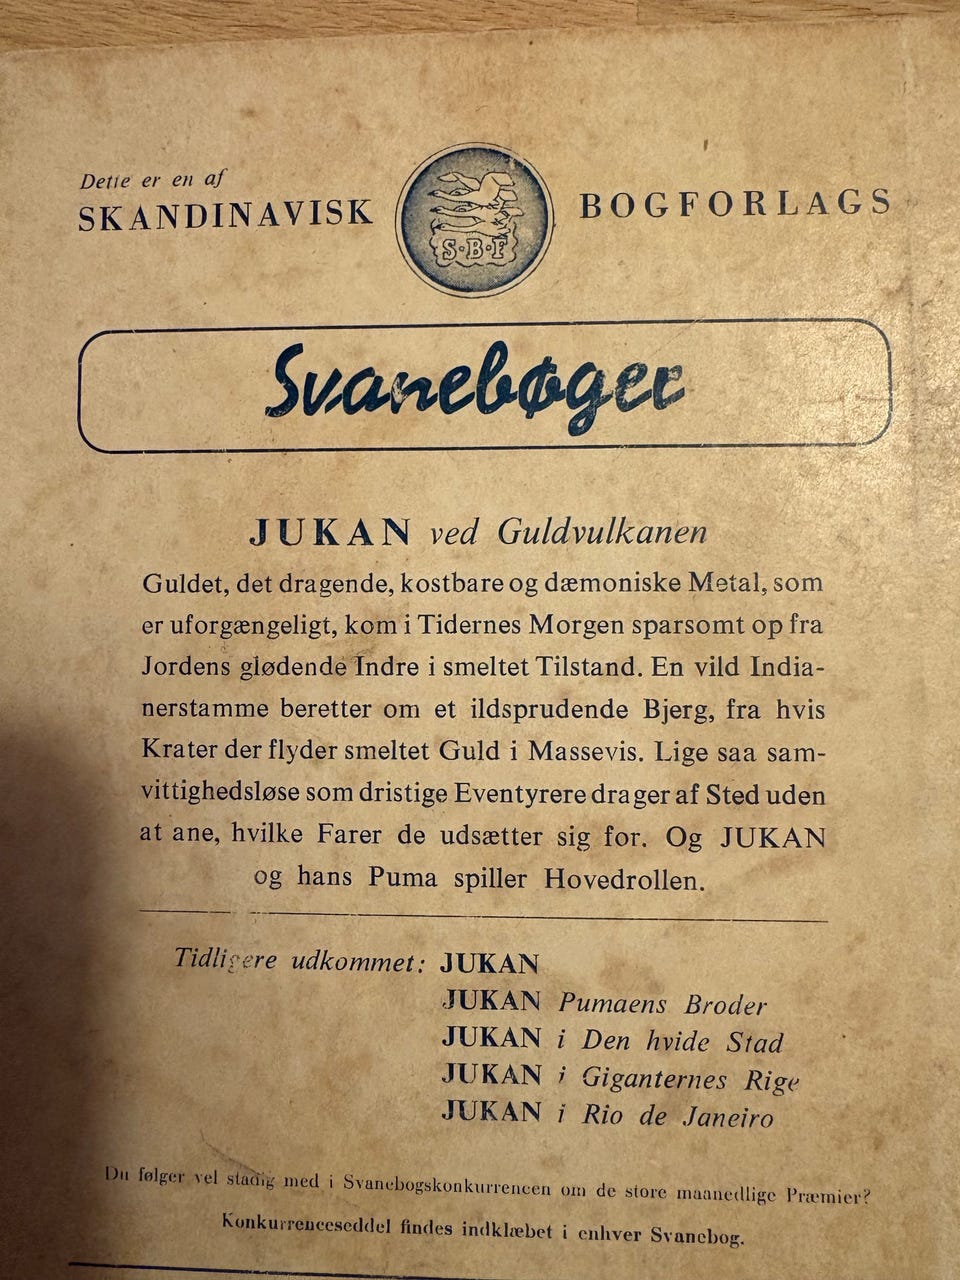 Dette er en af
SKANDINAVISK BOGFORLAGS
S·B·F
Svanebøger
JUKAN ved Guldvulkanen
Guldet, det dragende, kostbare og dæmoniske Metal, som
er uforgængeligt, kom i Tidernes Morgen sparsomt op fra
Jordens glødende Indre i smeltet Tilstand. En vild India-
nerstamme beretter om et ildsprudende Bjerg, fra hvis
Krater der flyder smeltet Guld i Massevis. Lige saa sam-
vittighedsløse som dristige Eventyrere drager af Sted uden
at ane, hvilke Farer de udsætter sig for. Og JUKAN
og hans Puma spiller Hovedrollen.
Tidligere udkommet: JUKAN
JUKAN Pumaens Broder
JUKAN i Den hvide Stad
JUKAN i Giganternes Rige
JUKAN i Rio de Janeiro
Du følger vel stadig med i Svanebogskonkurrencen om de store maanedlige Præmier?
Konkurrenceseddel findes indklæbet i enhver Svanebog.